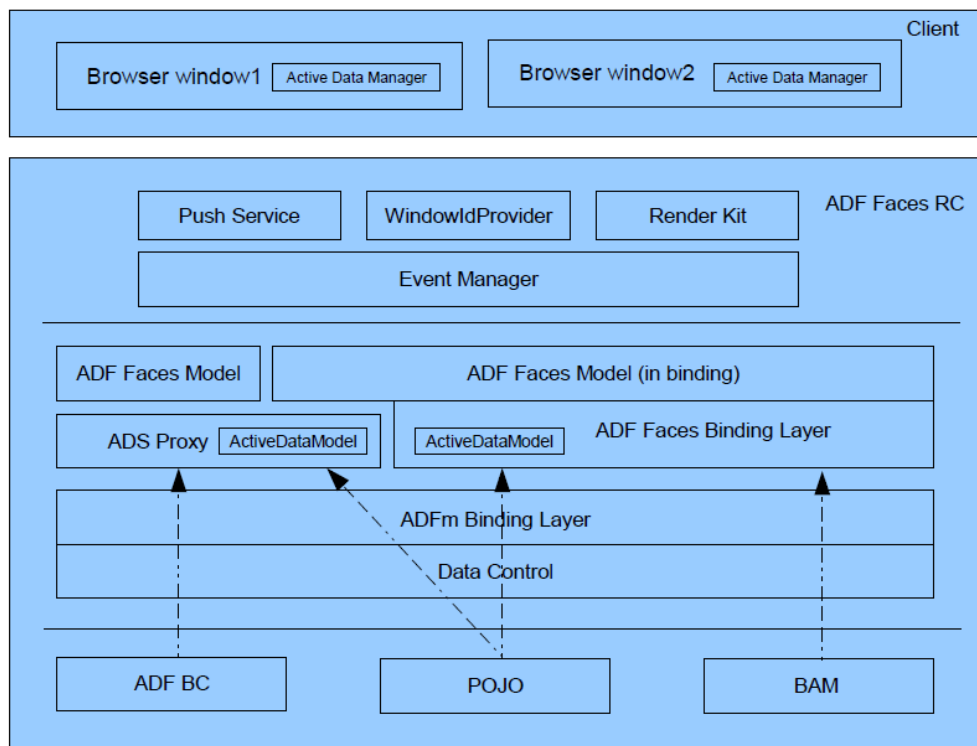 Client
Browser window1
Active Data Manager
Browser window2
Active Data Manager
ADF Faces RC
Push Service
WindowIdProvider
Render Kit
Event Manager
ADF Faces Model
ADF Faces Model (in binding)
ADS Proxy
ActiveDataModel
ActiveDataModel
ADF Faces Binding Layer
ADFm Binding Layer
Data Control
ADF BC
POJO
BAM